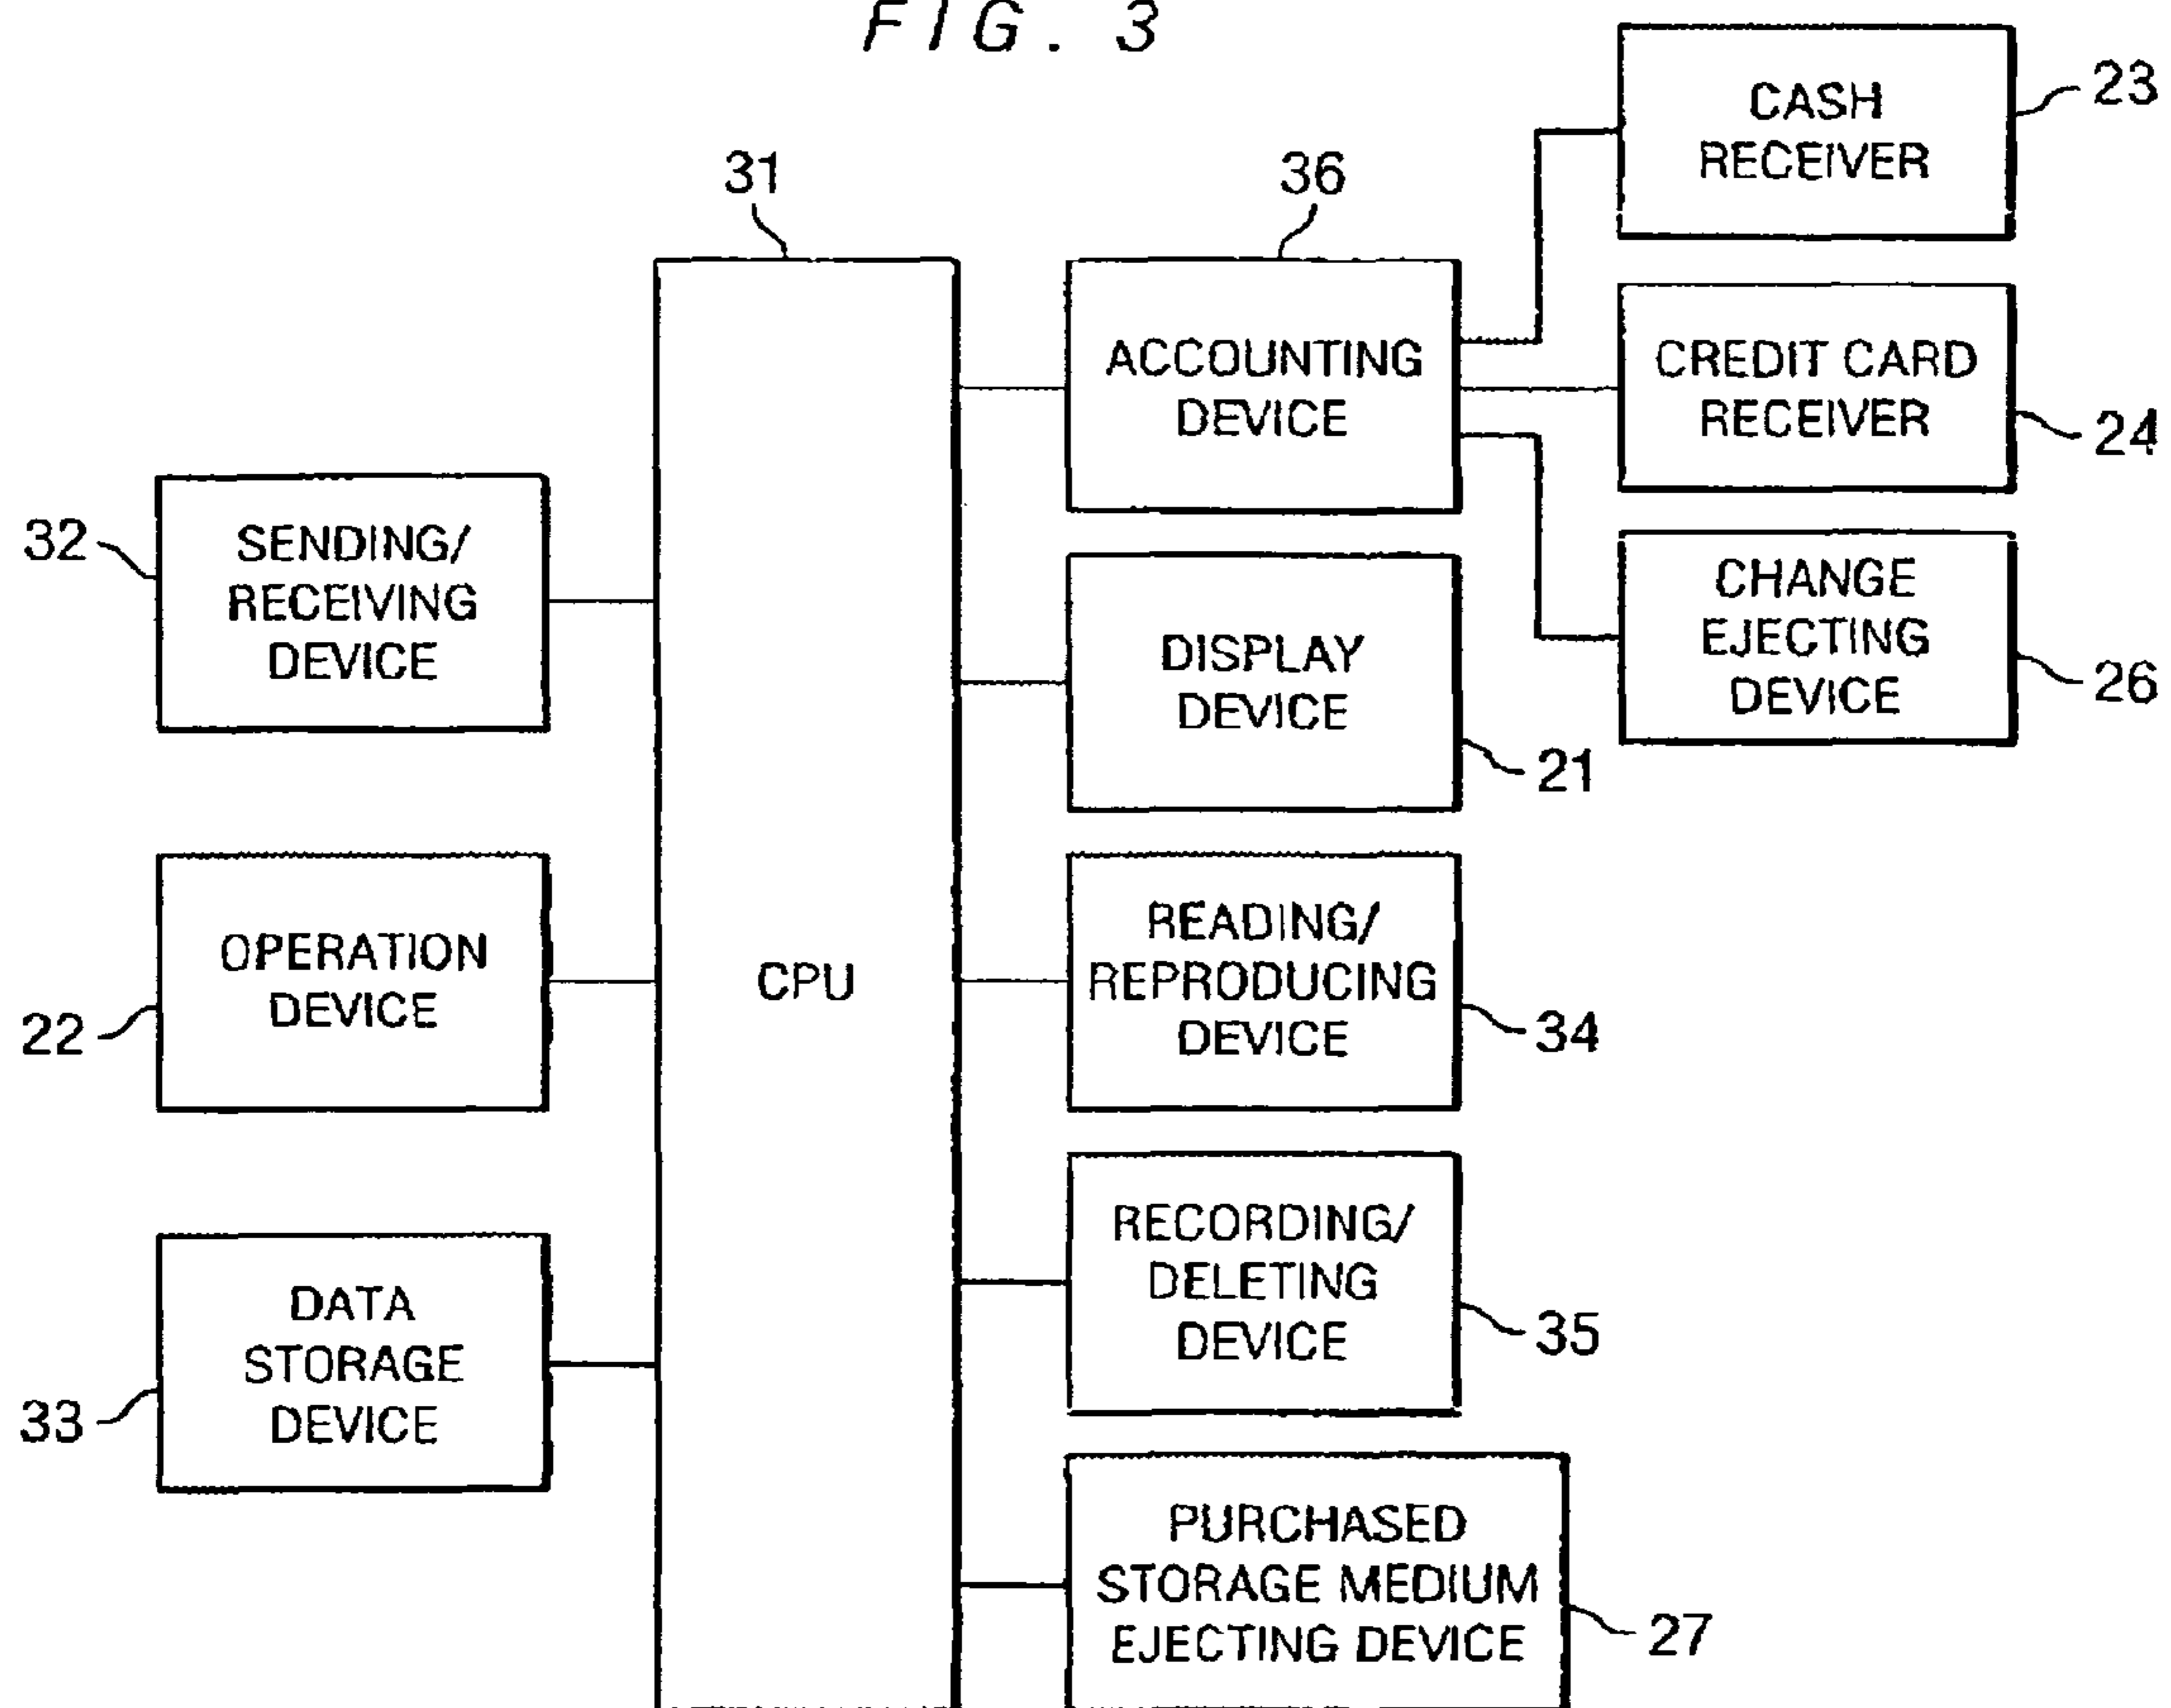 FIG. 3
31
36
CASH
RECEIVER
23
ACCOUNTING
DEVICE
CREDIT CARD
RECEIVER
24
32
SENDING/
RECEIVING
DEVICE
CHANGE
EJECTING
DEVICE
26
DISPLAY
DEVICE
21
OPERATION
DEVICE
22
CPU
READING/
REPRODUCING
DEVICE
34
RECORDING/
DELETING
DEVICE
35
DATA
STORAGE
DEVICE
33
PURCHASED
STORAGE MEDIUM
EJECTING DEVICE
27